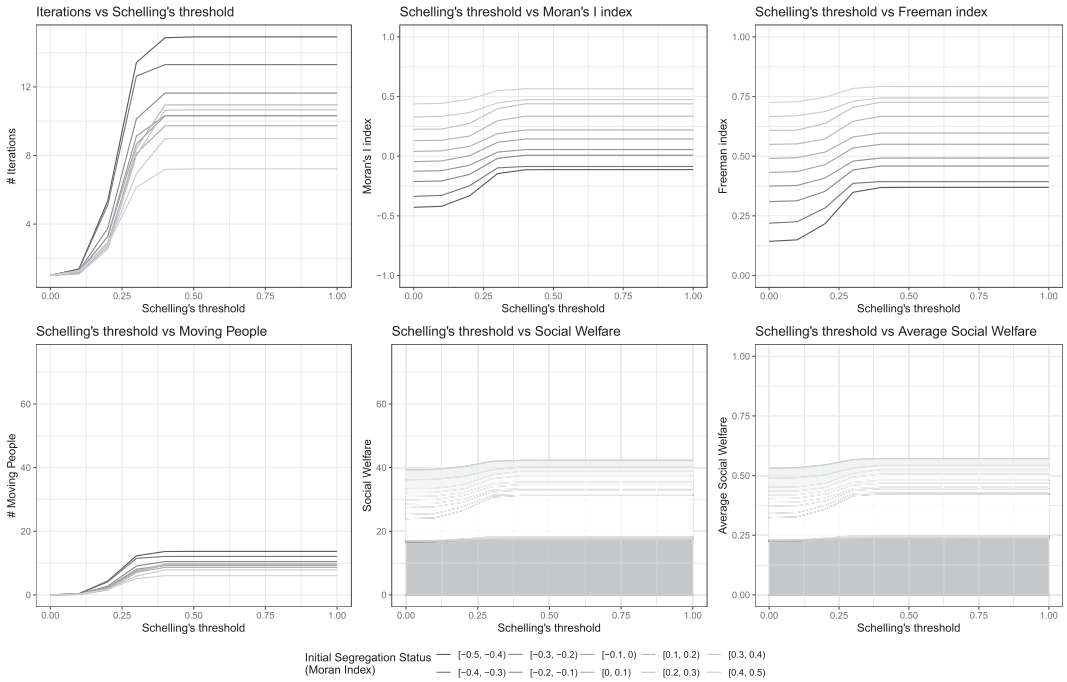 Iterations vs Schelling's threshold
# Iterations
12
8
4
0.00 0.25 0.50 0.75 1.00
Schelling's threshold
Schelling's threshold vs Moran's I index
Moran's I index
1.0
0.5
0.0
−0.5
−1.0
0.00 0.25 0.50 0.75 1.00
Schelling's threshold
Schelling's threshold vs Freeman index
Freeman index
1.00
0.75
0.50
0.25
0.00
0.00 0.25 0.50 0.75 1.00
Schelling's threshold
Schelling's threshold vs Moving People
# Moving People
60
40
20
0
0.00 0.25 0.50 0.75 1.00
Schelling's threshold
Schelling's threshold vs Social Welfare
Social Welfare
60
40
20
0
0.00 0.25 0.50 0.75 1.00
Schelling's threshold
Schelling's threshold vs Average Social Welfare
Average Social Welfare
1.00
0.75
0.50
0.25
0.00
0.00 0.25 0.50 0.75 1.00
Schelling's threshold
Initial Segregation Status
(Moran Index)
[−0.5, −0.4) [−0.3, −0.2) [−0.1, 0) [0.1, 0.2) [0.3, 0.4)
[−0.4, −0.3) [−0.2, −0.1) [0, 0.1) [0.2, 0.3) [0.4, 0.5)